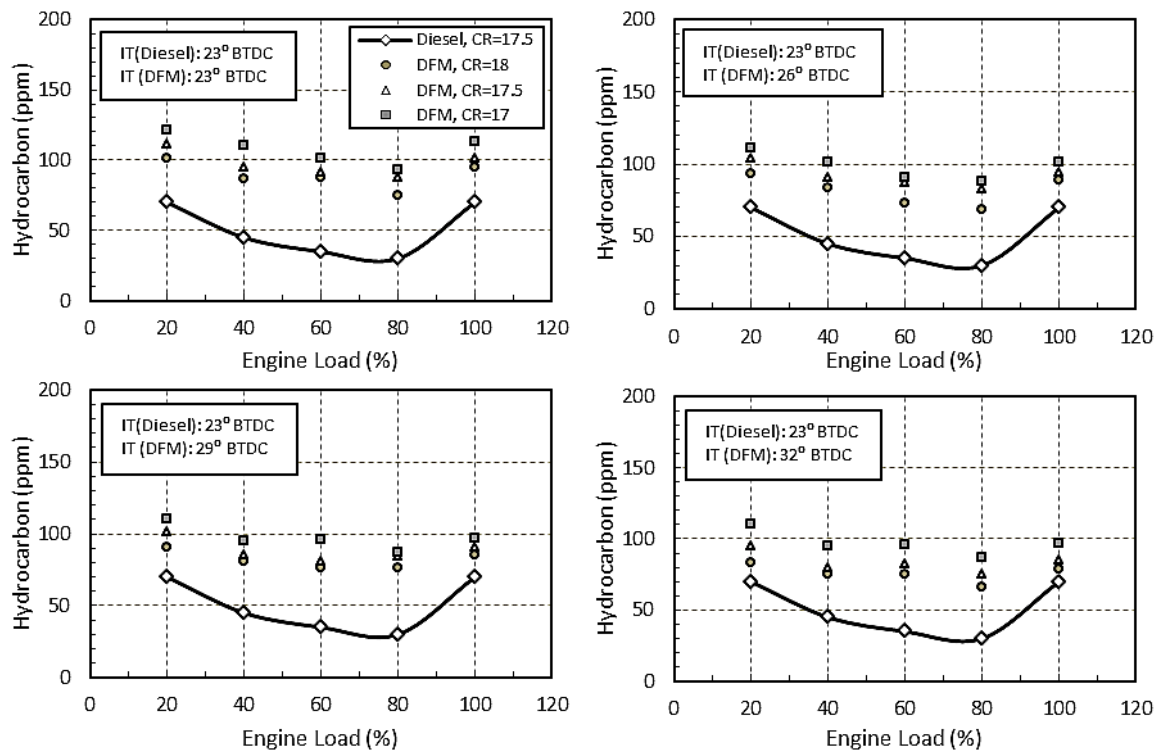 200
150
100
50
0
Hydrocarbon (ppm)
IT(Diesel): 23° BTDC
IT (DFM): 23° BTDC
Diesel, CR=17.5
DFM, CR=18
DFM, CR=17.5
DFM, CR=17
0 20 40 60 80 100 120
Engine Load (%)
200
150
100
50
0
Hydrocarbon (ppm)
IT(Diesel): 23° BTDC
IT (DFM): 26° BTDC
0 20 40 60 80 100 120
Engine Load (%)
200
150
100
50
0
Hydrocarbon (ppm)
IT(Diesel): 23° BTDC
IT (DFM): 29° BTDC
0 20 40 60 80 100 120
Engine Load (%)
200
150
100
50
0
Hydrocarbon (ppm)
IT(Diesel): 23° BTDC
IT (DFM): 32° BTDC
0 20 40 60 80 100 120
Engine Load (%)